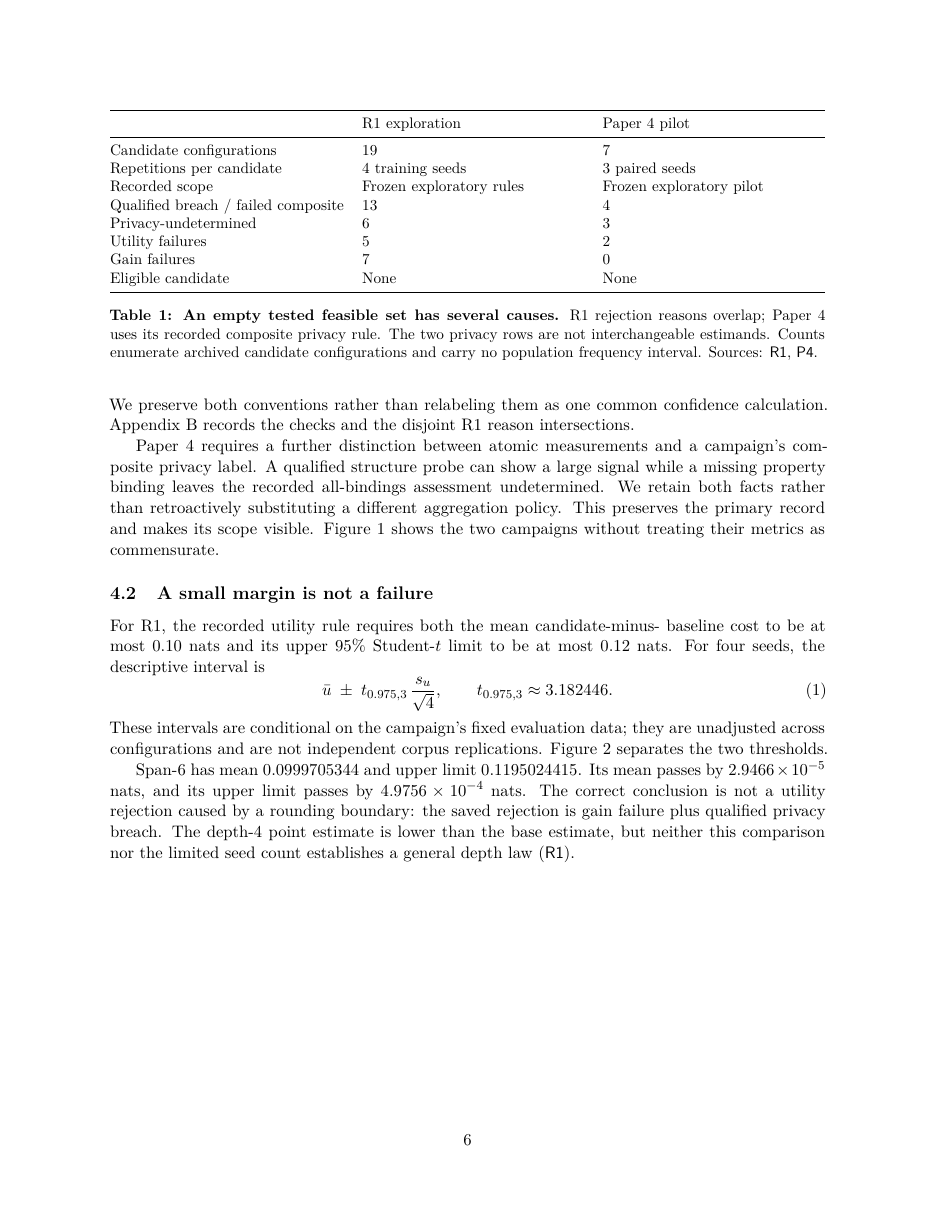 R1 exploration Paper 4 pilot
Candidate configurations 19 7
Repetitions per candidate 4 training seeds 3 paired seeds
Recorded scope Frozen exploratory rules Frozen exploratory pilot
Qualified breach / failed composite 13 4
Privacy-undetermined 6 3
Utility failures 5 2
Gain failures 7 0
Eligible candidate None None
Table 1: An empty tested feasible set has several causes. R1 rejection reasons overlap; Paper 4
uses its recorded composite privacy rule. The two privacy rows are not interchangeable estimands. Counts
enumerate archived candidate configurations and carry no population frequency interval. Sources: R1, P4.
We preserve both conventions rather than relabeling them as one common confidence calculation.
Appendix B records the checks and the disjoint R1 reason intersections.
Paper 4 requires a further distinction between atomic measurements and a campaign's com-
posite privacy label. A qualified structure probe can show a large signal while a missing property
binding leaves the recorded all-bindings assessment undetermined. We retain both facts rather
than retroactively substituting a different aggregation policy. This preserves the primary record
and makes its scope visible. Figure 1 shows the two campaigns without treating their metrics as
commensurate.
4.2 A small margin is not a failure
For R1, the recorded utility rule requires both the mean candidate-minus- baseline cost to be at
most 0.10 nats and its upper 95% Student-t limit to be at most 0.12 nats. For four seeds, the
descriptive interval is
ū ± t₀.₉₇₅,₃ sᵤ/√4, t₀.₉₇₅,₃ ≈ 3.182446. (1)
These intervals are conditional on the campaign's fixed evaluation data; they are unadjusted across
configurations and are not independent corpus replications. Figure 2 separates the two thresholds.
Span-6 has mean 0.0999705344 and upper limit 0.1195024415. Its mean passes by 2.9466 × 10⁻⁵
nats, and its upper limit passes by 4.9756 × 10⁻⁴ nats. The correct conclusion is not a utility
rejection caused by a rounding boundary: the saved rejection is gain failure plus qualified privacy
breach. The depth-4 point estimate is lower than the base estimate, but neither this comparison
nor the limited seed count establishes a general depth law (R1).
6